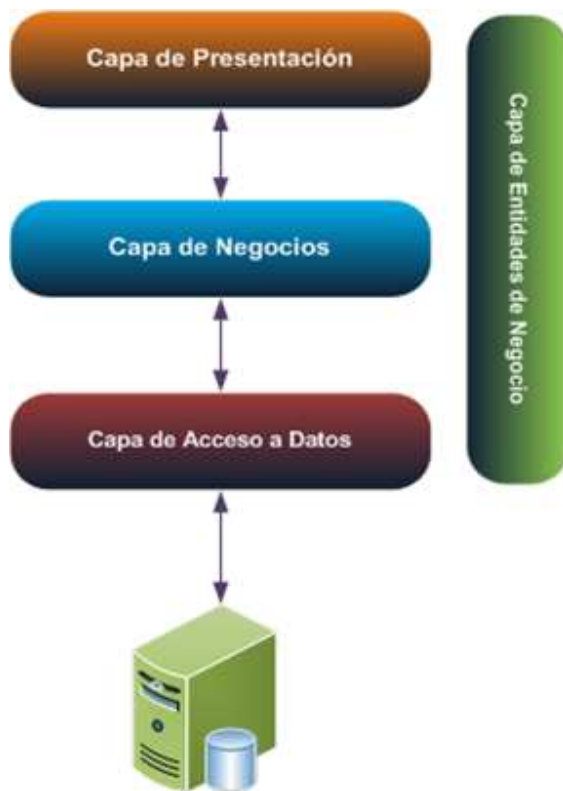 Capa de Presentación
Capa de Negocios
Capa de Acceso a Datos
Capa de Entidades de Negocio